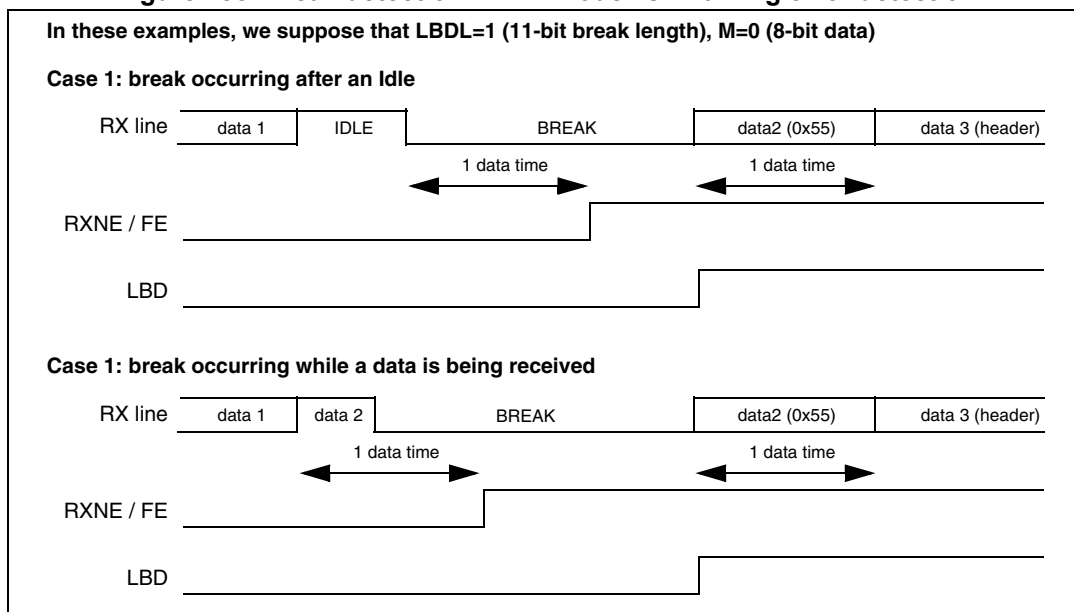 In these examples, we suppose that LBDL=1 (11-bit break length), M=0 (8-bit data)
Case 1: break occurring after an Idle
RX line data 1 IDLE BREAK data2 (0x55) data 3 (header)
1 data time 1 data time
RXNE / FE
LBD
Case 1: break occurring while a data is being received
RX line data 1 data 2 BREAK data2 (0x55) data 3 (header)
1 data time 1 data time
RXNE / FE
LBD